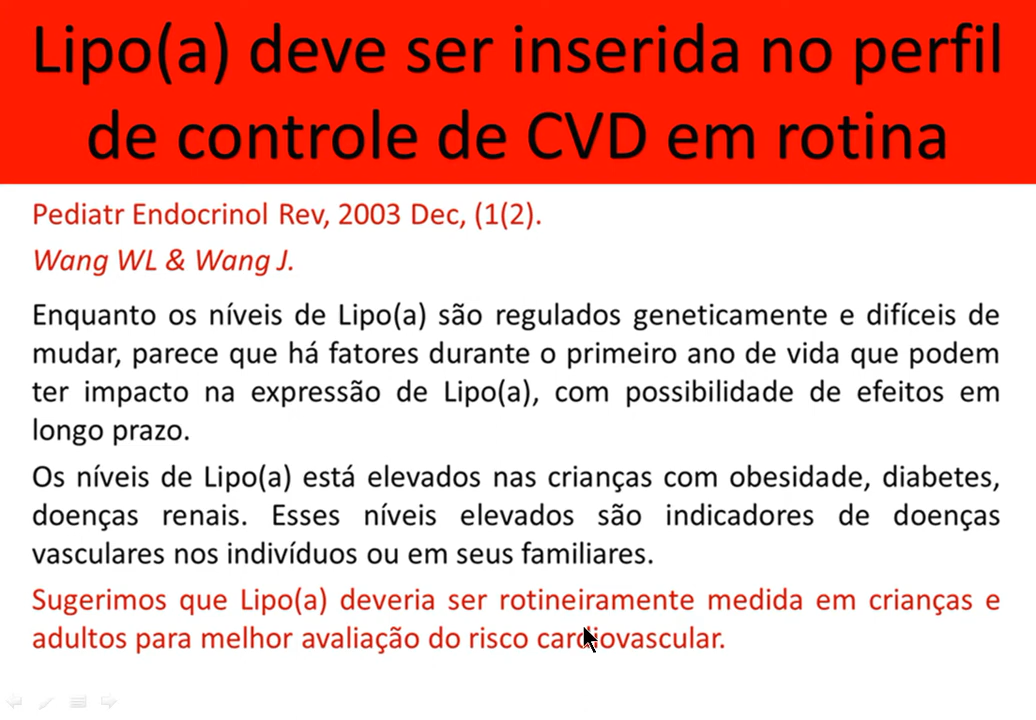 Lipo(a) deve ser inserida no perfil
de controle de CVD em rotina
Pediatr Endocrinol Rev, 2003 Dec, (1(2).
Wang WL & Wang J.
Enquanto os níveis de Lipo(a) são regulados geneticamente e difíceis de
mudar, parece que há fatores durante o primeiro ano de vida que podem
ter impacto na expressão de Lipo(a), com possibilidade de efeitos em
longo prazo.
Os níveis de Lipo(a) está elevados nas crianças com obesidade, diabetes,
doenças renais. Esses níveis elevados são indicadores de doenças
vasculares nos indivíduos ou em seus familiares.
Sugerimos que Lipo(a) deveria ser rotineiramente medida em crianças e
adultos para melhor avaliação do risco cardiovascular.